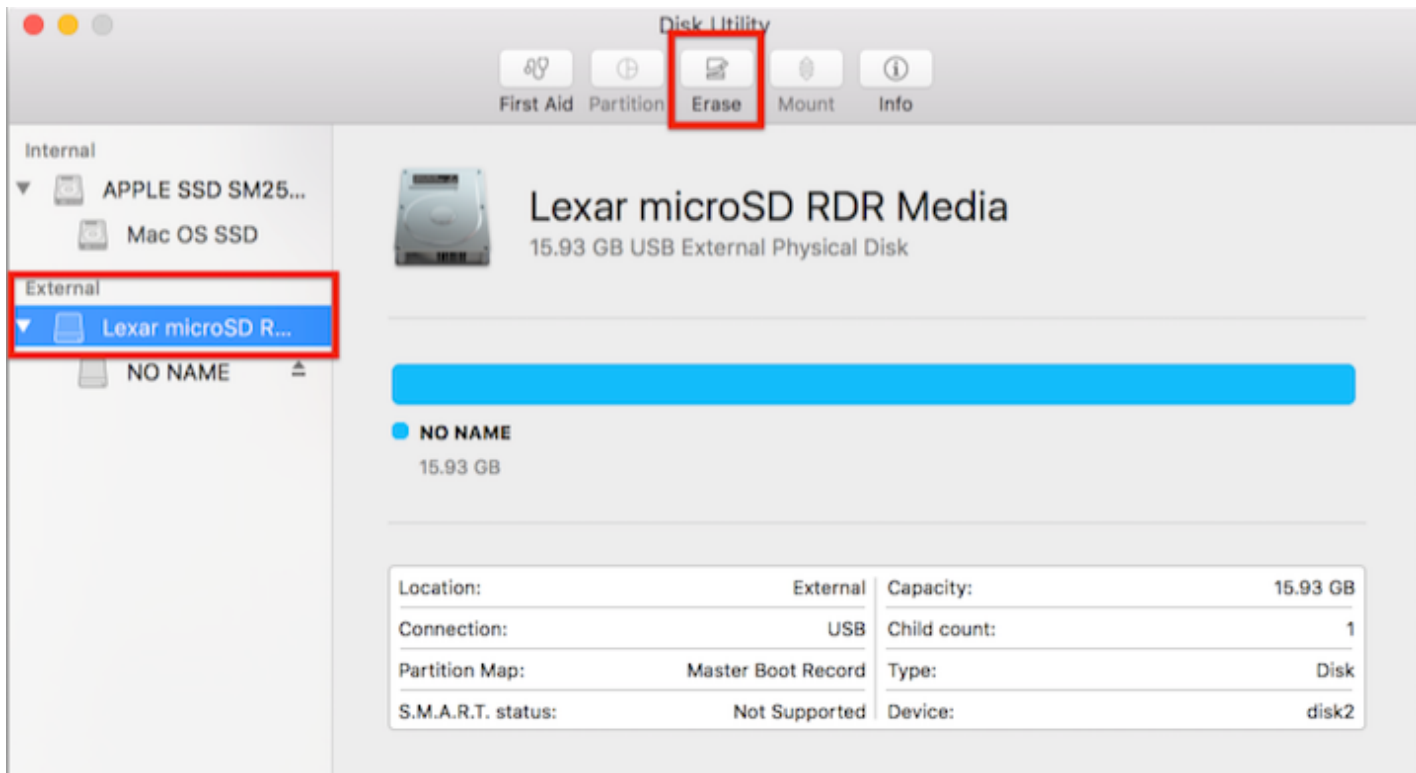 Disk Utility
First Aid Partition Erase Mount Info
Internal
APPLE SSD SM25...
Mac OS SSD
External
Lexar microSD R...
NO NAME
Lexar microSD RDR Media
15.93 GB USB External Physical Disk
NO NAME
15.93 GB
Location: External Capacity: 15.93 GB
Connection: USB Child count: 1
Partition Map: Master Boot Record Type: Disk
S.M.A.R.T. status: Not Supported Device: disk2